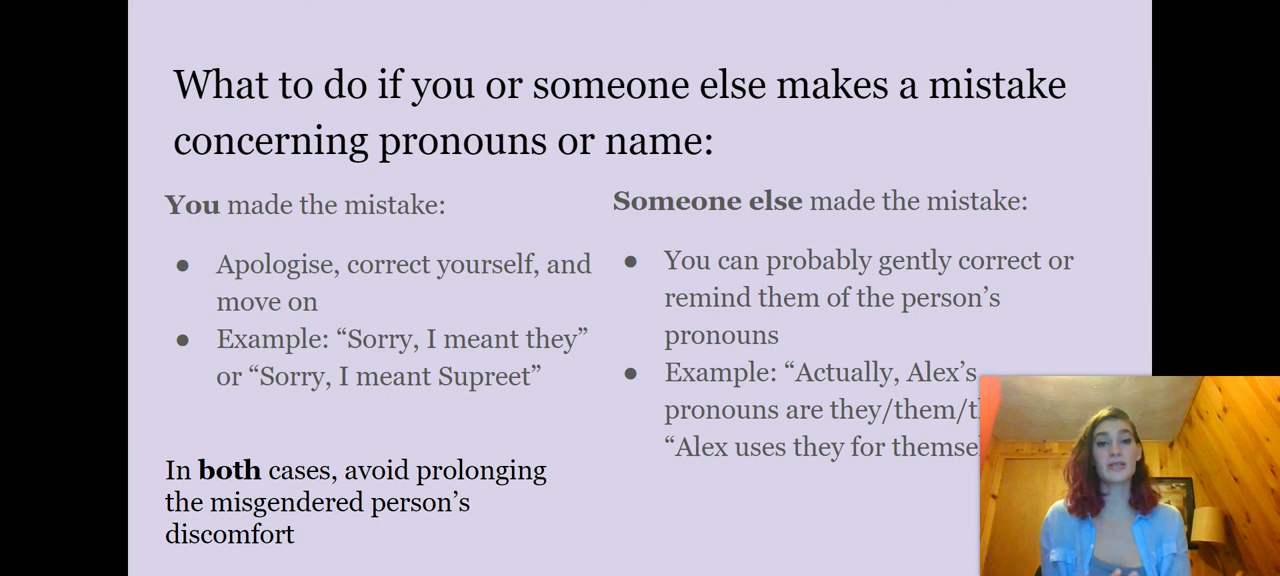 What to do if you or someone else makes a mistake
concerning pronouns or name:
You made the mistake:
● Apologise, correct yourself, and
move on
● Example: “Sorry, I meant they”
or “Sorry, I meant Supreet”
In both cases, avoid prolonging
the misgendered person’s
discomfort
Someone else made the mistake:
● You can probably gently correct or
remind them of the person’s
pronouns
● Example: “Actually, Alex’s
pronouns are they/them/
“Alex uses they for